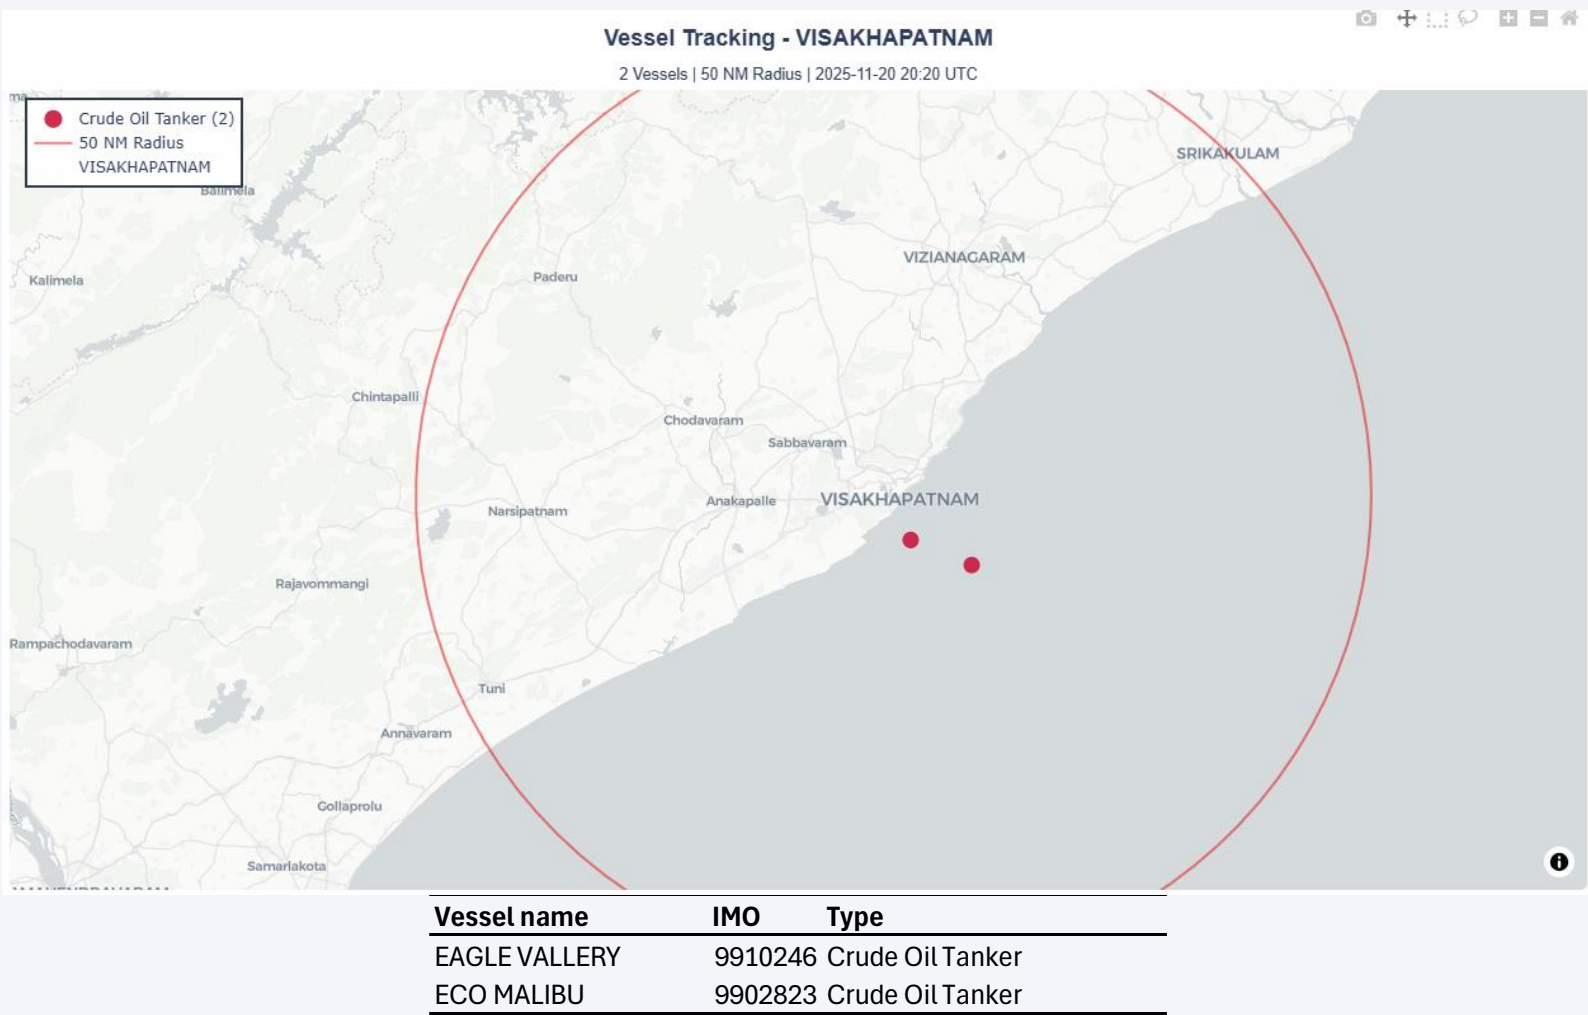 Vessel Tracking - VISAKHAPATNAM
2 Vessels | 50 NM Radius | 2025-11-20 20:20 UTC
Crude Oil Tanker (2)
50 NM Radius
VISAKHAPATNAM
SRIKAKULAM
Balimela
VIZIANAGARAM
Kalimela
Paderu
Chintapalli
Chodavaram
Sabbavaram
VISAKHAPATNAM
Anakapalle
Narsipatnam
Rajavommangi
Rampachodavaram
Tuni
Annavaram
Gollaprolu
Samarlakota
Vessel name IMO Type
EAGLE VALLERY 9910246 Crude Oil Tanker
ECO MALIBU 9902823 Crude Oil Tanker